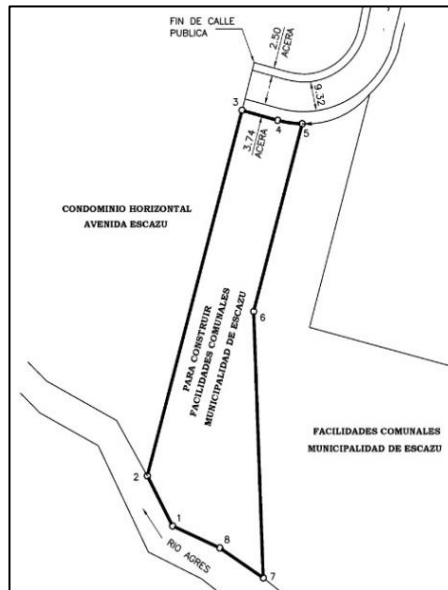 FIN DE CALLE
PUBLICA
2.50
ACERA
9.32
3
4
5
3.74
ACERA
CONDOMINIO HORIZONTAL
AVENIDA ESCAZU
6
PARA CONSTRUIR
FACILIDADES COMUNALES
MUNICIPALIDAD DE ESCAZU
FACILIDADES COMUNALES
MUNICIPALIDAD DE ESCAZU
2
1
8
RIO AGRES
7